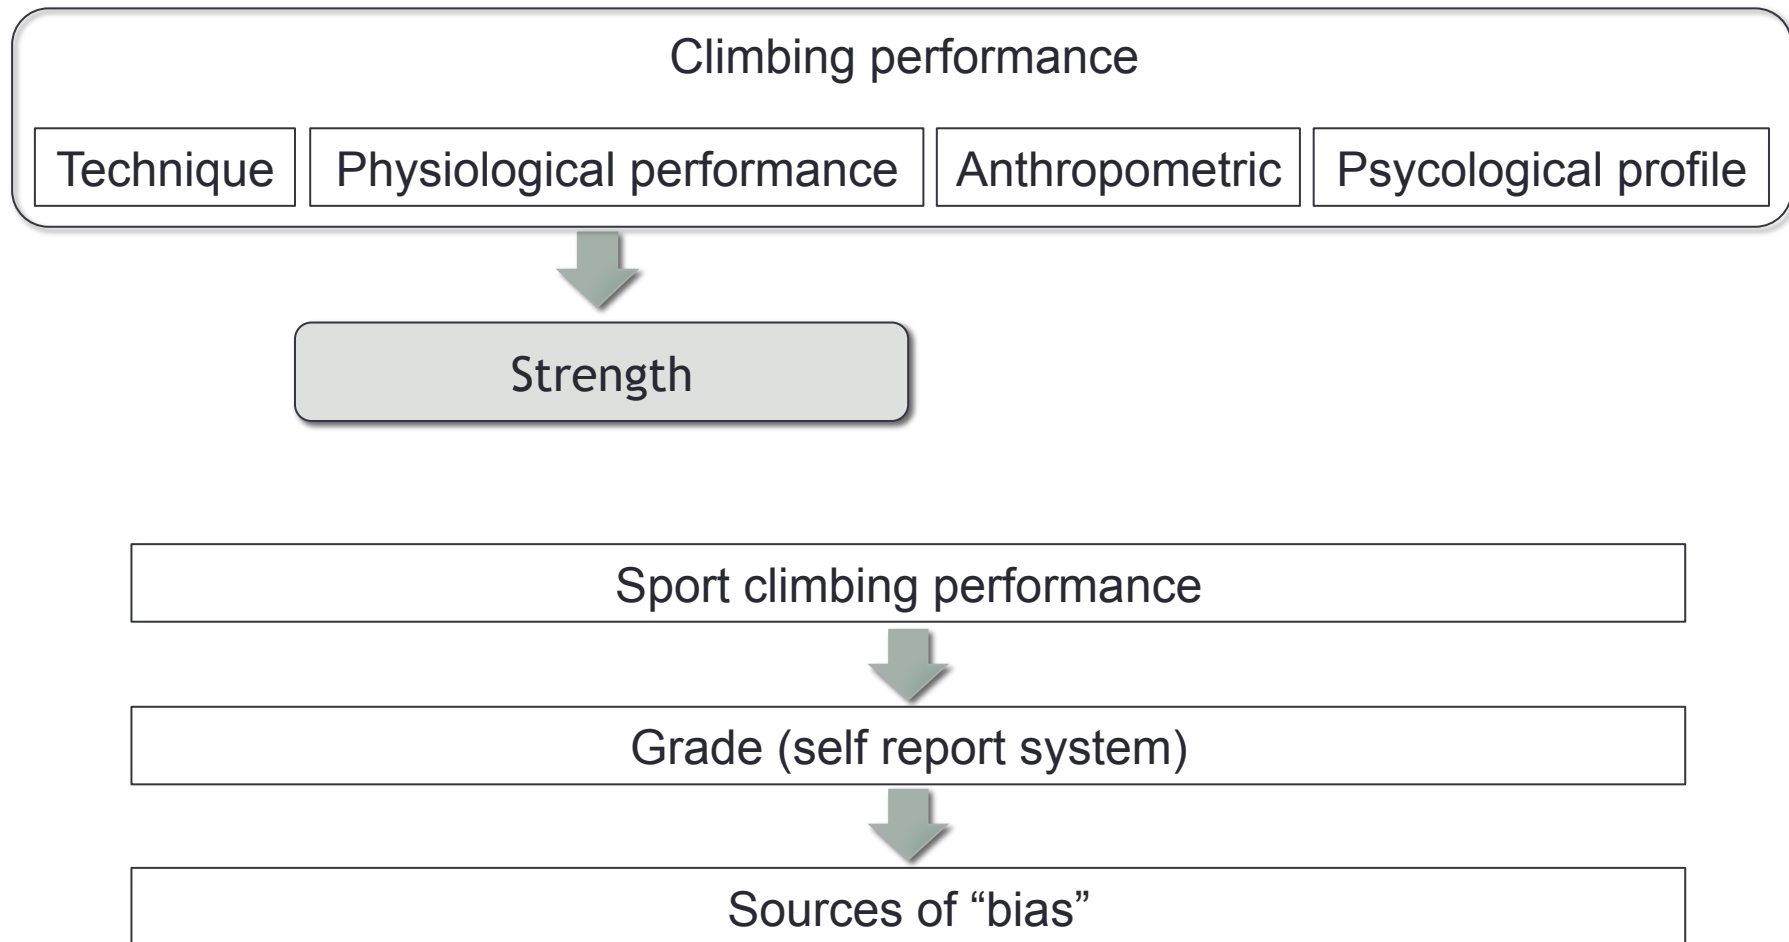 Climbing performance
Technique Physiological performance Anthropometric Psycological profile
Strength
Sport climbing performance
Grade (self report system)
Sources of “bias”